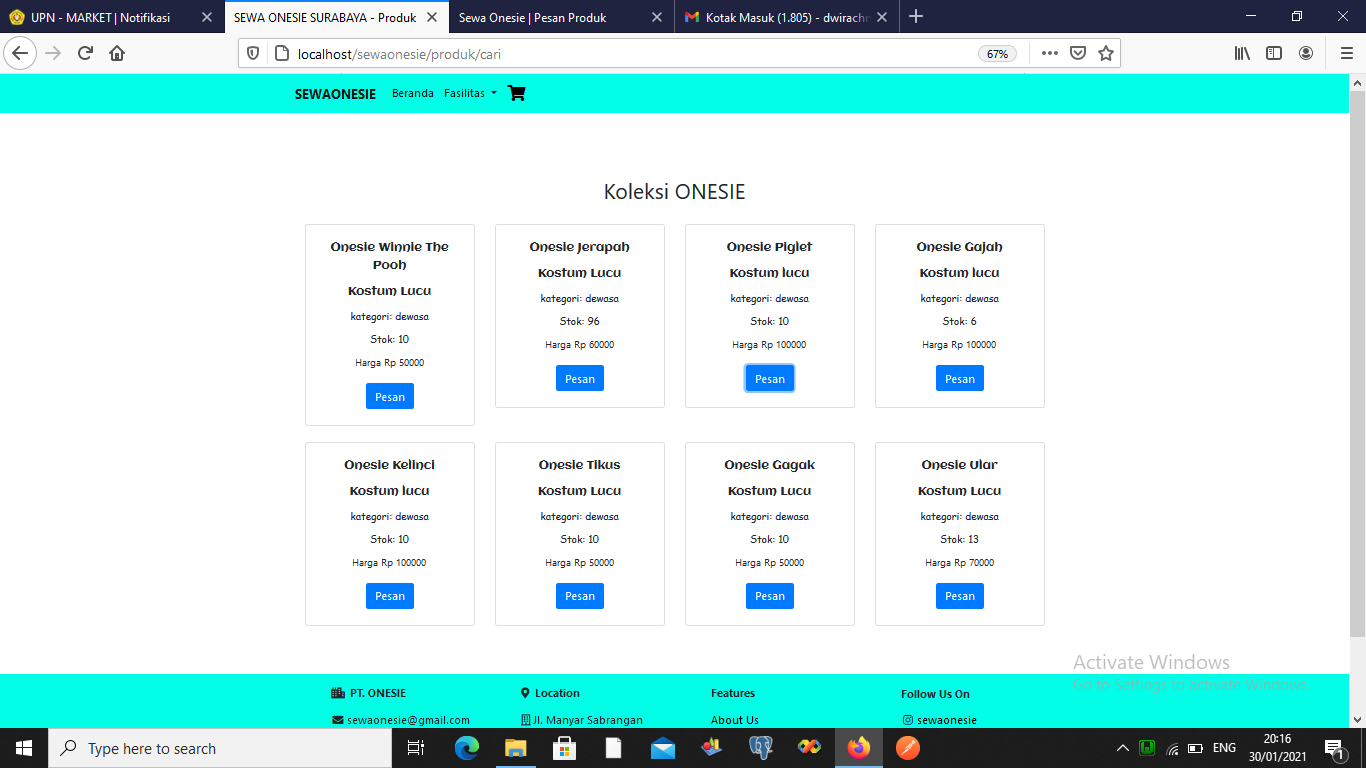 UPN - MARKET | Notifikasi
SEWA ONESIE SURABAYA - Produk
Sewa Onesie | Pesan Produk
Kotak Masuk (1.805) - dwirachm
localhost/sewaonesie/produk/cari
67%
SEWAONESIE
Beranda
Fasilitas
Koleksi ONESIE
Onesie Winnie The
Pooh
Kostum Lucu
kategori: dewasa
Stok: 10
Harga Rp 50000
Pesan
Onesie Jerapah
Kostum Lucu
kategori: dewasa
Stok: 96
Harga Rp 60000
Pesan
Onesie Piglet
Kostum lucu
kategori: dewasa
Stok: 10
Harga Rp 100000
Pesan
Onesie Gajah
Kostum lucu
kategori: dewasa
Stok: 6
Harga Rp 100000
Pesan
Onesie Kelinci
Kostum lucu
kategori: dewasa
Stok: 10
Harga Rp 100000
Pesan
Onesie Tikus
Kostum Lucu
kategori: dewasa
Stok: 10
Harga Rp 50000
Pesan
Onesie Gagak
Kostum Lucu
kategori: dewasa
Stok: 10
Harga Rp 50000
Pesan
Onesie Ular
Kostum Lucu
kategori: dewasa
Stok: 13
Harga Rp 70000
Pesan
Activate Windows
Go to Settings to activate Windows.
PT. ONESIE
sewaonesie@gmail.com
Location
Jl. Manyar Sabrangan
Features
About Us
Follow Us On
sewaonesie
Type here to search
ENG
20:16
30/01/2021
1